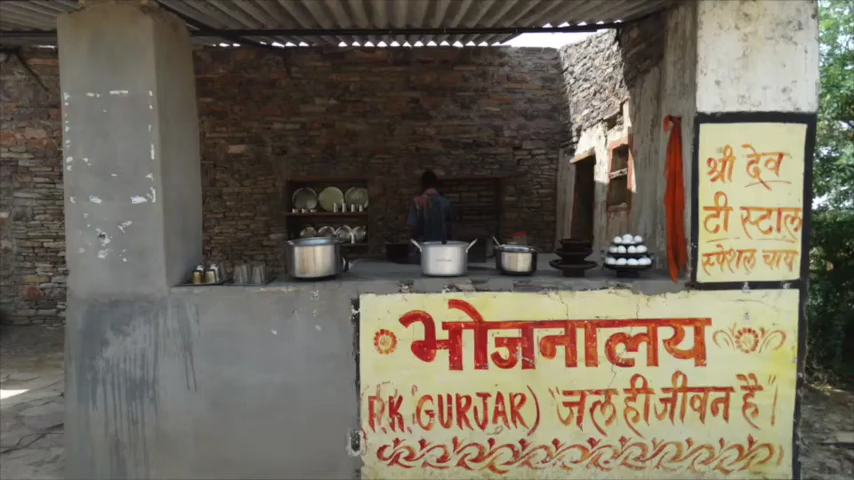 श्री देव
टी स्टाल
स्पेशल चाय
भोजनालय
P.K. (GURJAR) "जल ही जीवन है।